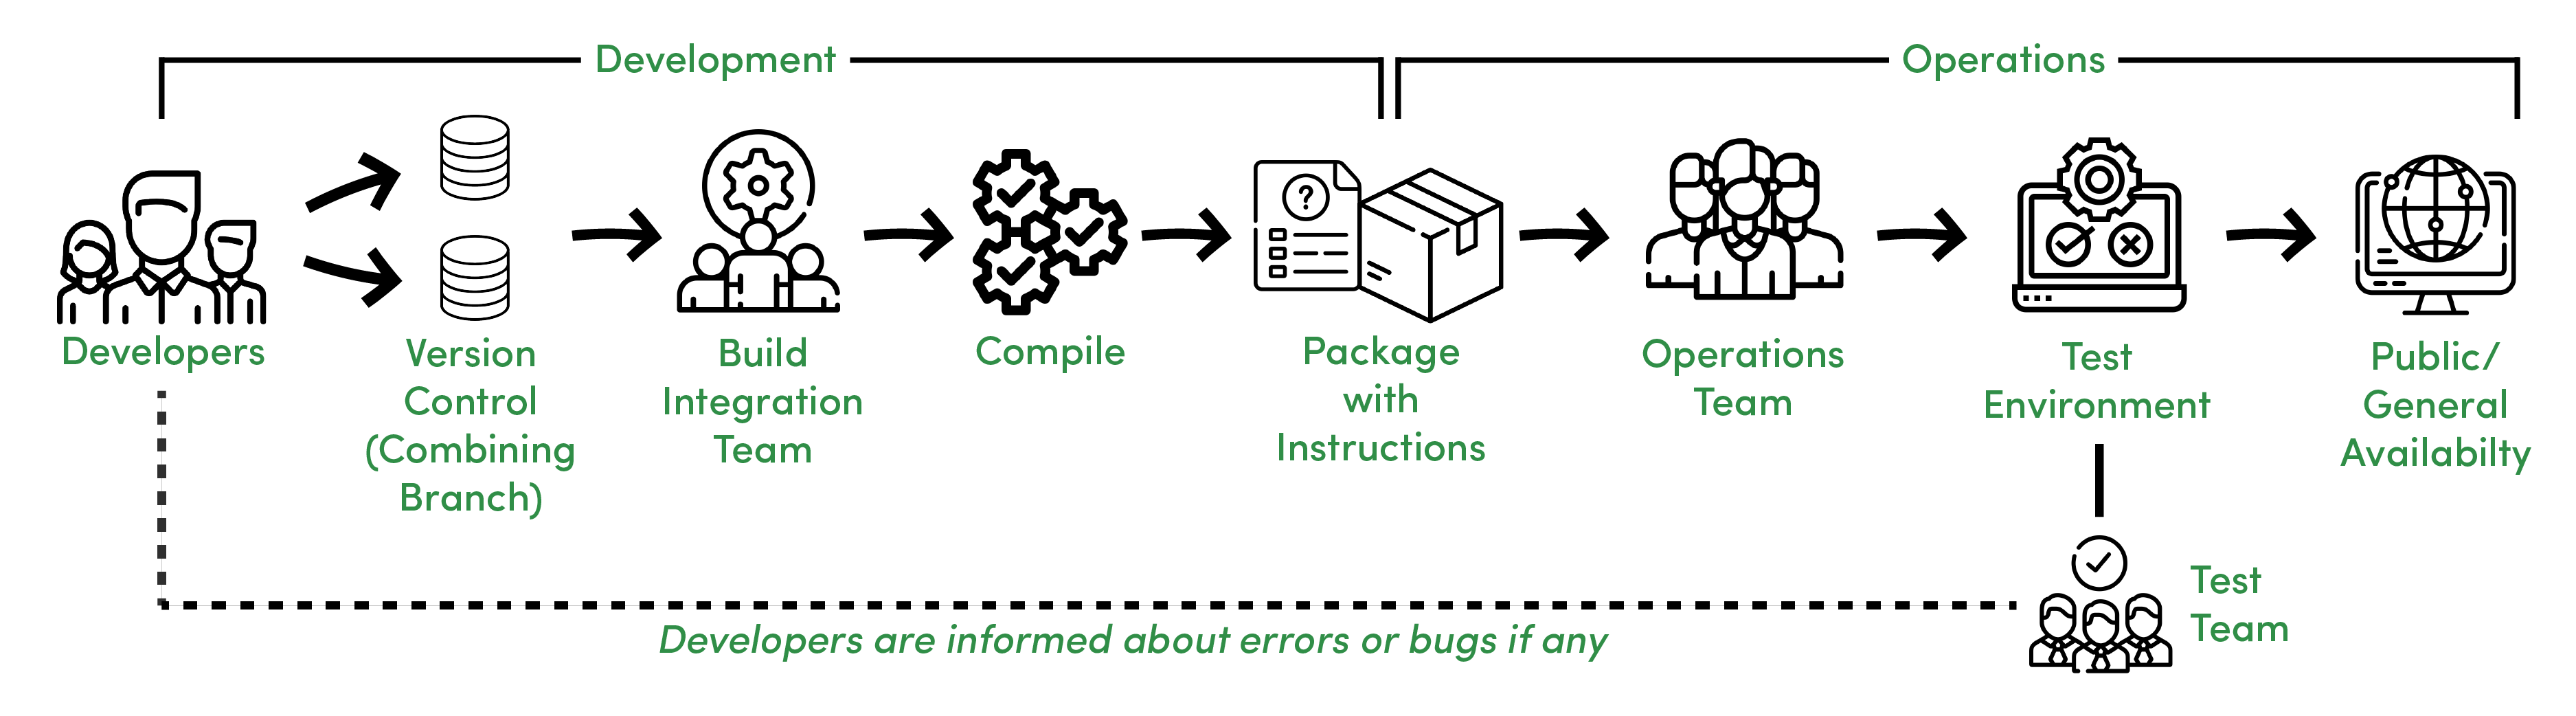 Development
Operations
Developers
Version
Control
(Combining
Branch)
Build
Integration
Team
Compile
Package
with
Instructions
Operations
Team
Test
Environment
Public/
General
Availabilty
Test
Team
Developers are informed about errors or bugs if any